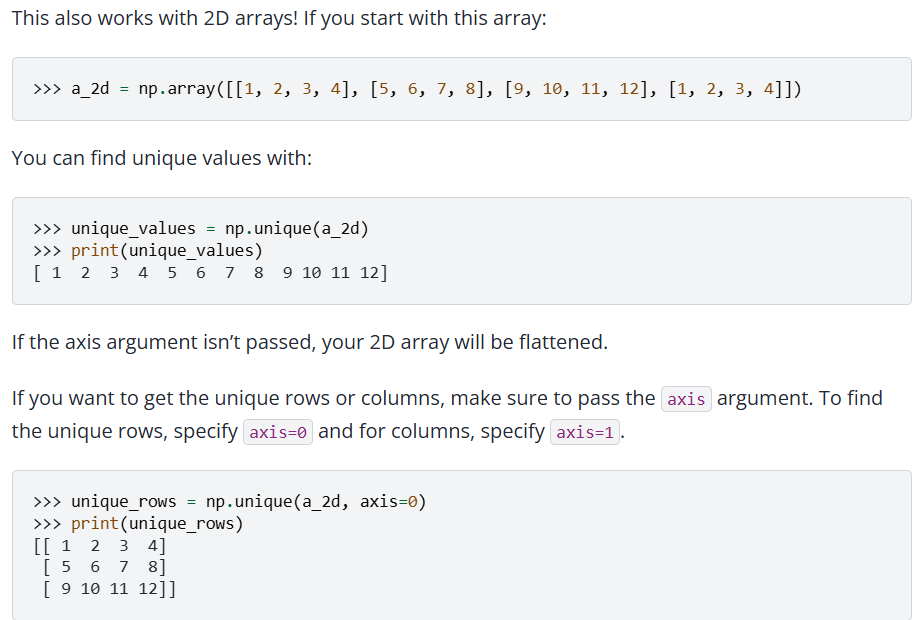 This also works with 2D arrays! If you start with this array:
>>> a_2d = np.array([[1, 2, 3, 4], [5, 6, 7, 8], [9, 10, 11, 12], [1, 2, 3, 4]])
You can find unique values with:
>>> unique_values = np.unique(a_2d)
>>> print(unique_values)
[ 1  2  3  4  5  6  7  8  9 10 11 12]
If the axis argument isn’t passed, your 2D array will be flattened.
If you want to get the unique rows or columns, make sure to pass the axis argument. To find
the unique rows, specify axis=0 and for columns, specify axis=1.
>>> unique_rows = np.unique(a_2d, axis=0)
>>> print(unique_rows)
[[ 1  2  3  4]
 [ 5  6  7  8]
 [ 9 10 11 12]]